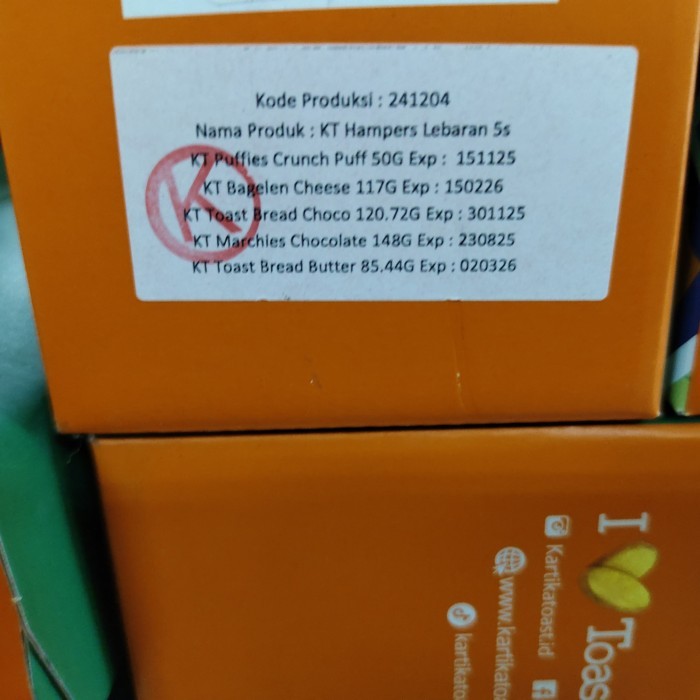 Kode Produksi : 241204
Nama Produk : KT Hampers Lebaran 5s
KT Puffies Crunch Puff 50G Exp : 151125
KT Bagelen Cheese 117G Exp : 150226
KT Toast Bread Choco 120.72G Exp : 301125
KT Marchies Chocolate 148G Exp : 230825
KT Toast Bread Butter 85.44G Exp : 020326
K
I
Toas
Kartikatoast.id
www.kartikato
kartikato